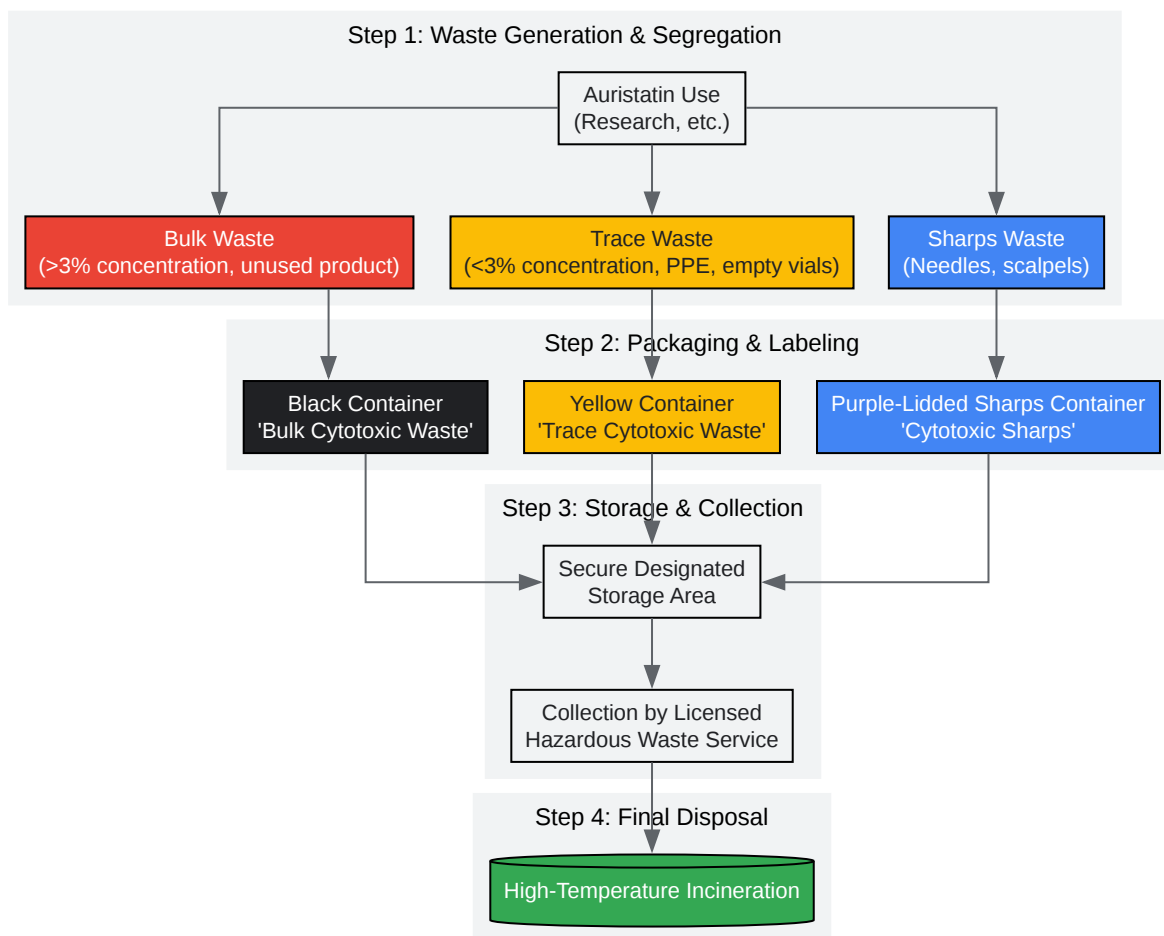 Step 1: Waste Generation & Segregation
Auristatin Use
(Research, etc.)
Bulk Waste
(>3% concentration, unused product)
Trace Waste
(<3% concentration, PPE, empty vials)
Sharps Waste
(Needles, scalpels)
Step 2: Packaging & Labeling
Black Container
'Bulk Cytotoxic Waste'
Yellow Container
'Trace Cytotoxic Waste'
Purple-Lidded Sharps Container
'Cytotoxic Sharps'
Step 3: Storage & Collection
Secure Designated
Storage Area
Collection by Licensed
Hazardous Waste Service
Step 4: Final Disposal
High-Temperature Incineration